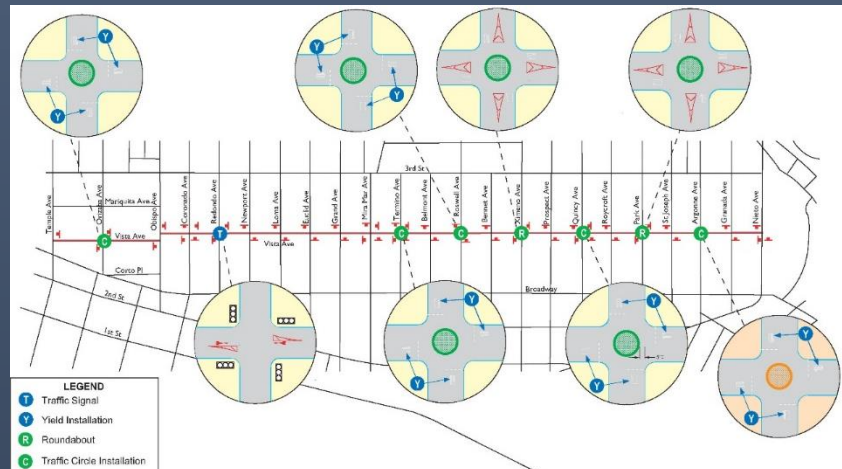 Y
Y
Y
Y
3rd St
Temple Ave
Orizaba Ave
Mariquita Ave
Obispo Ave
Coronado Ave
Redondo Ave
Newport Ave
Loma Ave
Euclid Ave
Grand Ave
Mira Mar Ave
Termino Ave
Belmont Ave
Roswell Ave
Bennet Ave
Ximeno Ave
Prospect Ave
Quincy Ave
Roycroft Ave
Park Ave
St Joseph Ave
Argonne Ave
Granada Ave
Nieto Ave
Vista Ave
C
T
C
C
R
C
R
C
Vista Ave
Corto Pl
2nd St
1st St
Broadway
Y
Y
Y
Y
Y
Y
LEGEND
T Traffic Signal
Y Yield Installation
R Roundabout
C Traffic Circle Installation